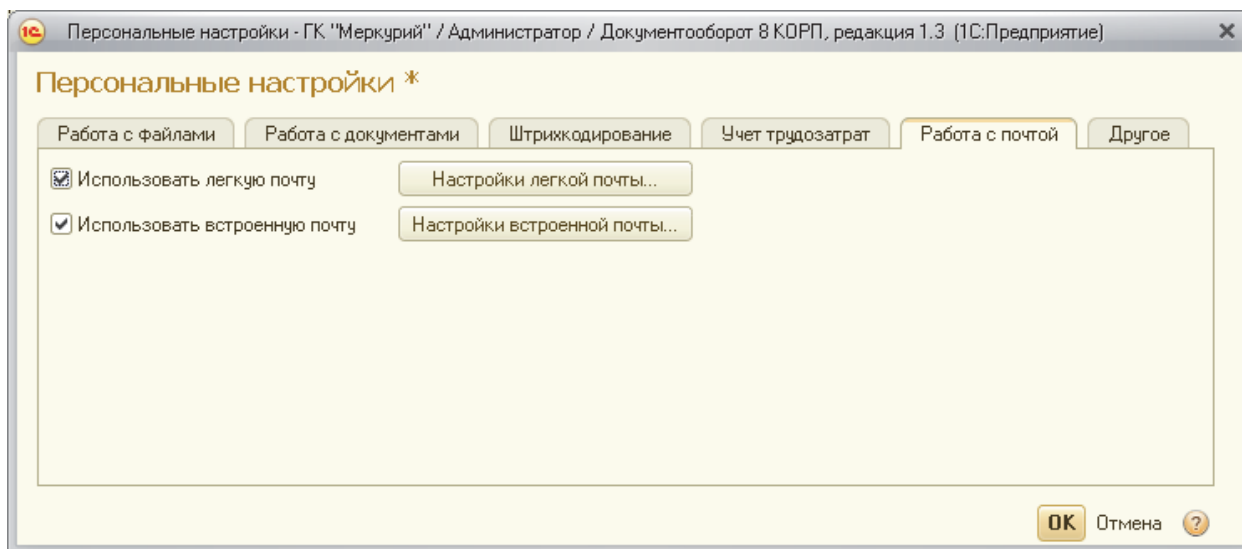 1С Персональные настройки - ГК "Меркурий" / Администратор / Документооборот 8 КОРП, редакция 1.3 (1С:Предприятие)
Персональные настройки *
Работа с файлами Работа с документами Штрихкодирование Учет трудозатрат Работа с почтой Другое
Использовать легкую почту Настройки легкой почты...
Использовать встроенную почту Настройки встроенной почты...
ОК Отмена ?